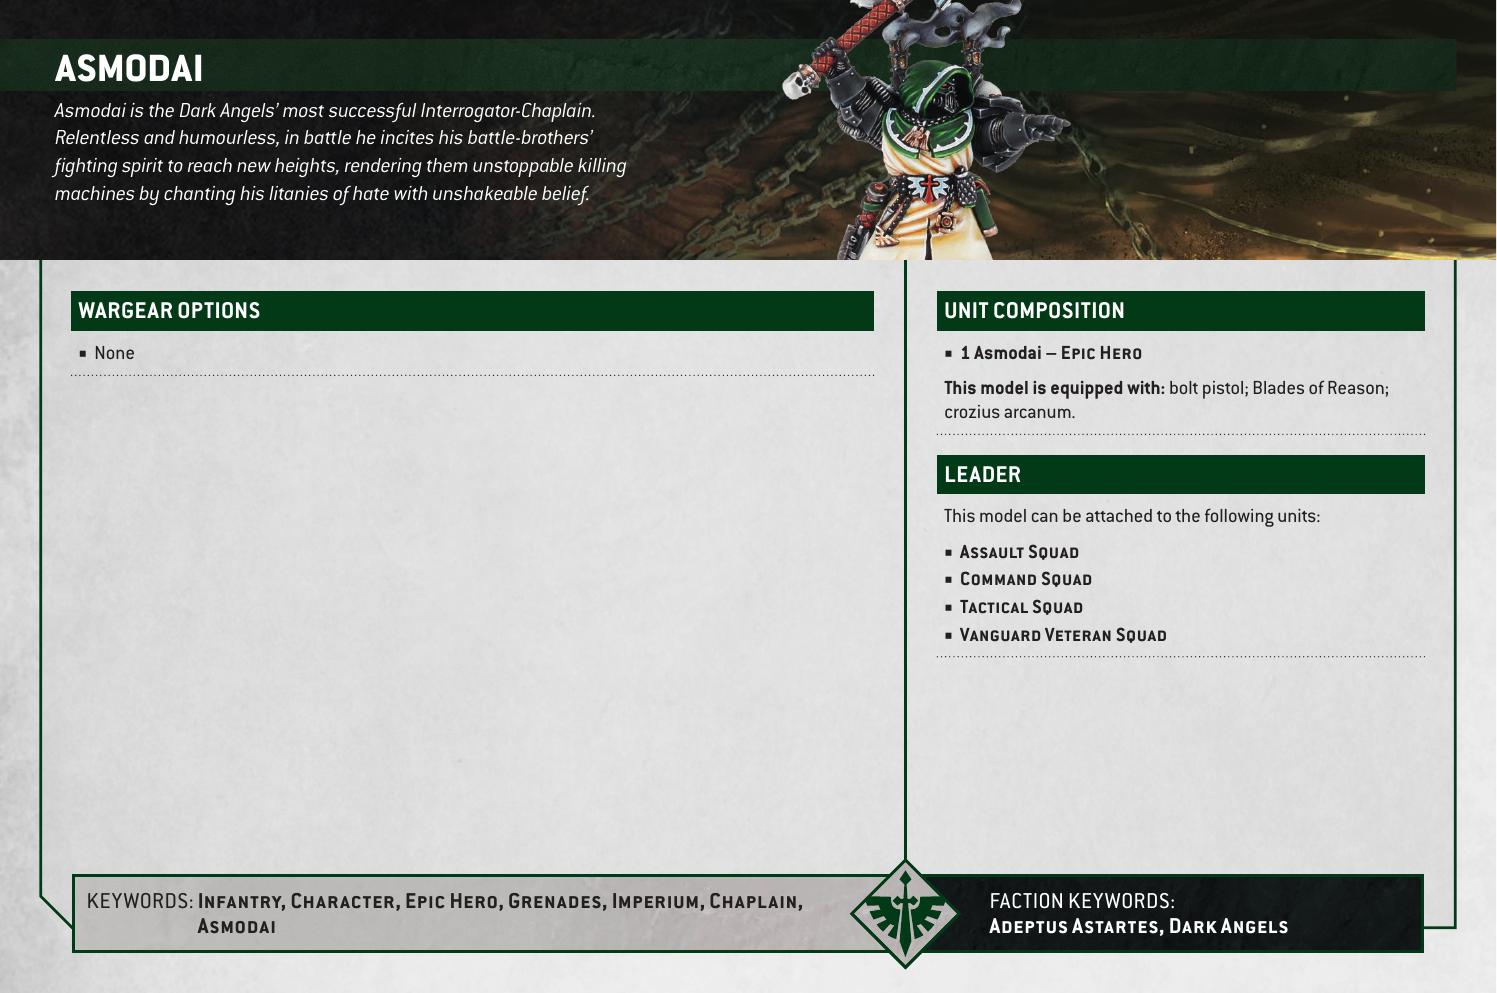 ASMODAI
Asmodai is the Dark Angels’ most successful Interrogator-Chaplain.
Relentless and humourless, in battle he incites his battle-brothers’
fighting spirit to reach new heights, rendering them unstoppable killing
machines by chanting his litanies of hate with unshakeable belief.
WARGEAR OPTIONS
▪ None
UNIT COMPOSITION
▪ 1 Asmodai – Epic Hero
This model is equipped with: bolt pistol; Blades of Reason;
crozius arcanum.
LEADER
This model can be attached to the following units:
▪ Assault Squad
▪ Command Squad
▪ Tactical Squad
▪ Vanguard Veteran Squad
KEYWORDS: Infantry, Character, Epic Hero, Grenades, Imperium, Chaplain,
Asmodai
FACTION KEYWORDS:
Adeptus Astartes, Dark Angels